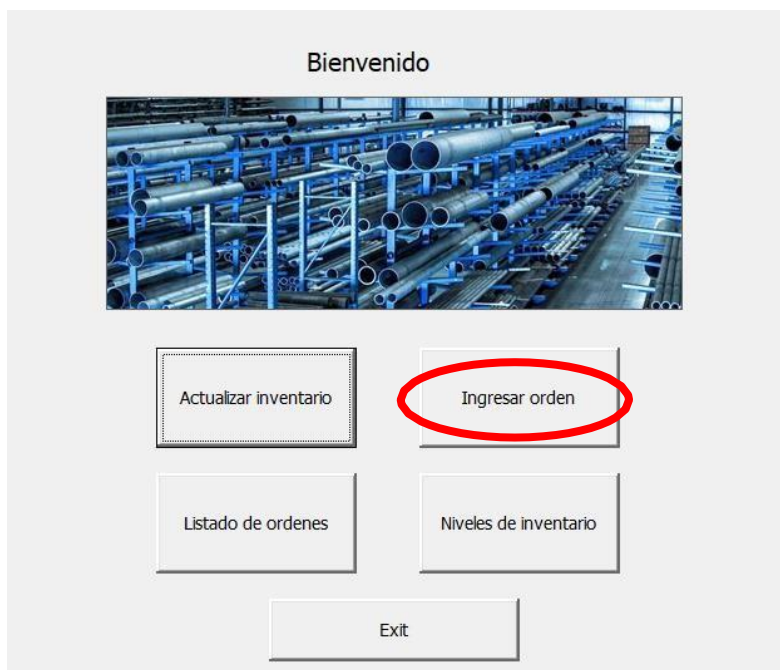 Bienvenido
Actualizar inventario
Ingresar orden
Listado de ordenes
Niveles de inventario
Exit